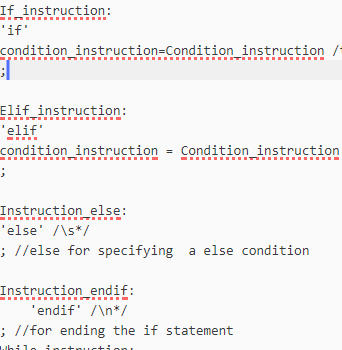 If_instruction:
'if'
condition_instruction=Condition_instruction
;
Elif_instruction:
'elif'
condition_instruction = Condition_instruction
;
Instruction_else:
'else' /\s*/
; //else for specifying  a else condition
Instruction_endif:
    'endif' /\n*/
; //for ending the if statement
While_instruction: